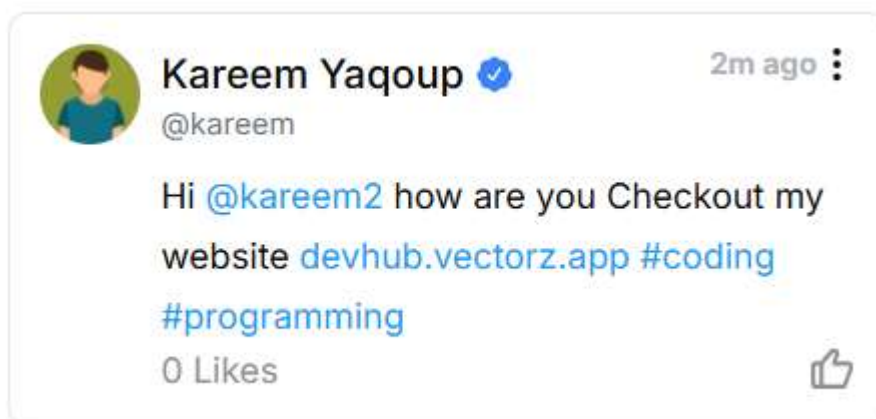 Kareem Yaqoup
2m ago
@kareem
Hi @kareem2 how are you Checkout my
website devhub.vectorz.app #coding
#programming
0 Likes